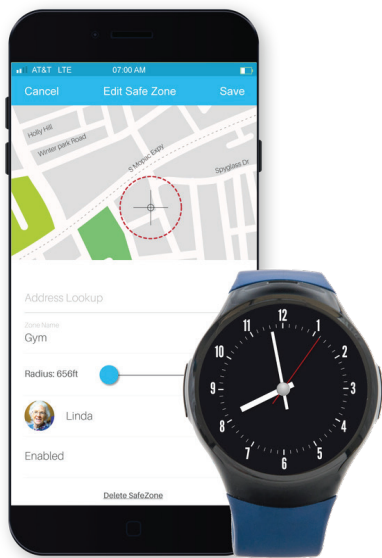 AT&T LTE 07:00 AM
Cancel Edit Safe Zone Save
Holly Hill
Winter park Road
S Mopac Expy
Spyglass Dr
Address Lookup
Zone Name
Gym
Radius: 656ft
Linda
Enabled
Delete SafeZone
12
11 1
10 2
9 3
8 4
7 5
6